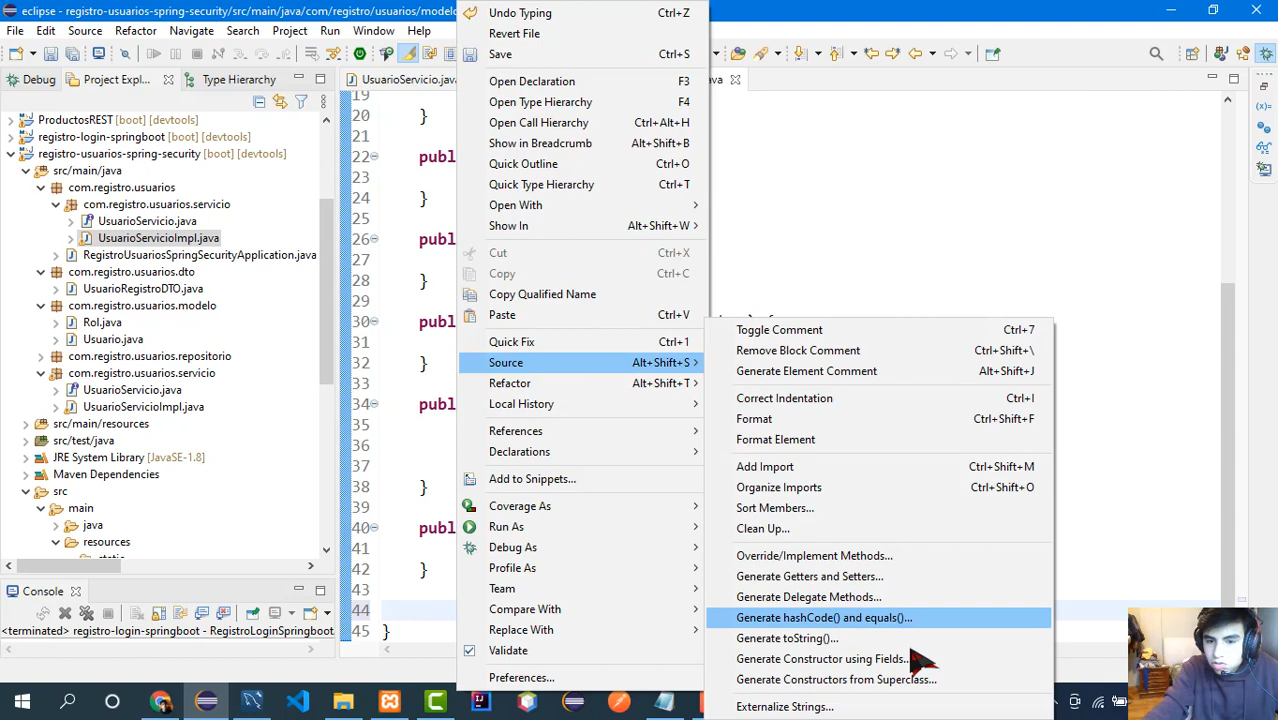 eclipse - registro-usuarios-spring-security/src/main/java/com/registro/usuarios/modelo
File Edit Source Refactor Navigate Search Project Run Window Help
Debug Project Expl... Type Hierarchy
UsuarioServicio.java
ProductosREST [boot] [devtools]
registro-login-springboot [boot] [devtools]
registro-usuarios-spring-security [boot] [devtools]
src/main/java
com.registro.usuarios
com.registro.usuarios.servicio
UsuarioServicio.java
UsuarioServicioImpl.java
RegistroUsuariosSpringSecurityApplication.java
com.registro.usuarios.dto
UsuarioRegistroDTO.java
com.registro.usuarios.modelo
Rol.java
Usuario.java
com.registro.usuarios.repositorio
com.registro.usuarios.servicio
UsuarioServicio.java
UsuarioServicioImpl.java
src/main/resources
src/test/java
JRE System Library [JavaSE-1.8]
Maven Dependencies
src
main
java
resources
static
Console
<terminated> registro-login-springboot - RegistroLoginSpringboot
19
20 }
21
22 publ
23
24 }
25
26 publ
27
28 }
29
30 publ
31
32 }
33
34 publ
35
36
37
38 }
39
40 publ
41
42 }
43
44
45 }
Undo Typing Ctrl+Z
Revert File
Save Ctrl+S
Open Declaration F3
Open Type Hierarchy F4
Open Call Hierarchy Ctrl+Alt+H
Show in Breadcrumb Alt+Shift+B
Quick Outline Ctrl+O
Quick Type Hierarchy Ctrl+T
Open With
Show In Alt+Shift+W
Cut Ctrl+X
Copy Ctrl+C
Copy Qualified Name
Paste Ctrl+V
Quick Fix Ctrl+1
Source Alt+Shift+S
Refactor Alt+Shift+T
Local History
References
Declarations
Add to Snippets...
Coverage As
Run As
Debug As
Profile As
Team
Compare With
Replace With
Validate
Preferences...
Toggle Comment Ctrl+7
Remove Block Comment Ctrl+Shift+\
Generate Element Comment Alt+Shift+J
Correct Indentation Ctrl+I
Format Ctrl+Shift+F
Format Element
Add Import Ctrl+Shift+M
Organize Imports Ctrl+Shift+O
Sort Members...
Clean Up...
Override/Implement Methods...
Generate Getters and Setters...
Generate Delegate Methods...
Generate hashCode() and equals()...
Generate toString()...
Generate Constructor using Fields...
Generate Constructors from Superclass...
Externalize Strings...